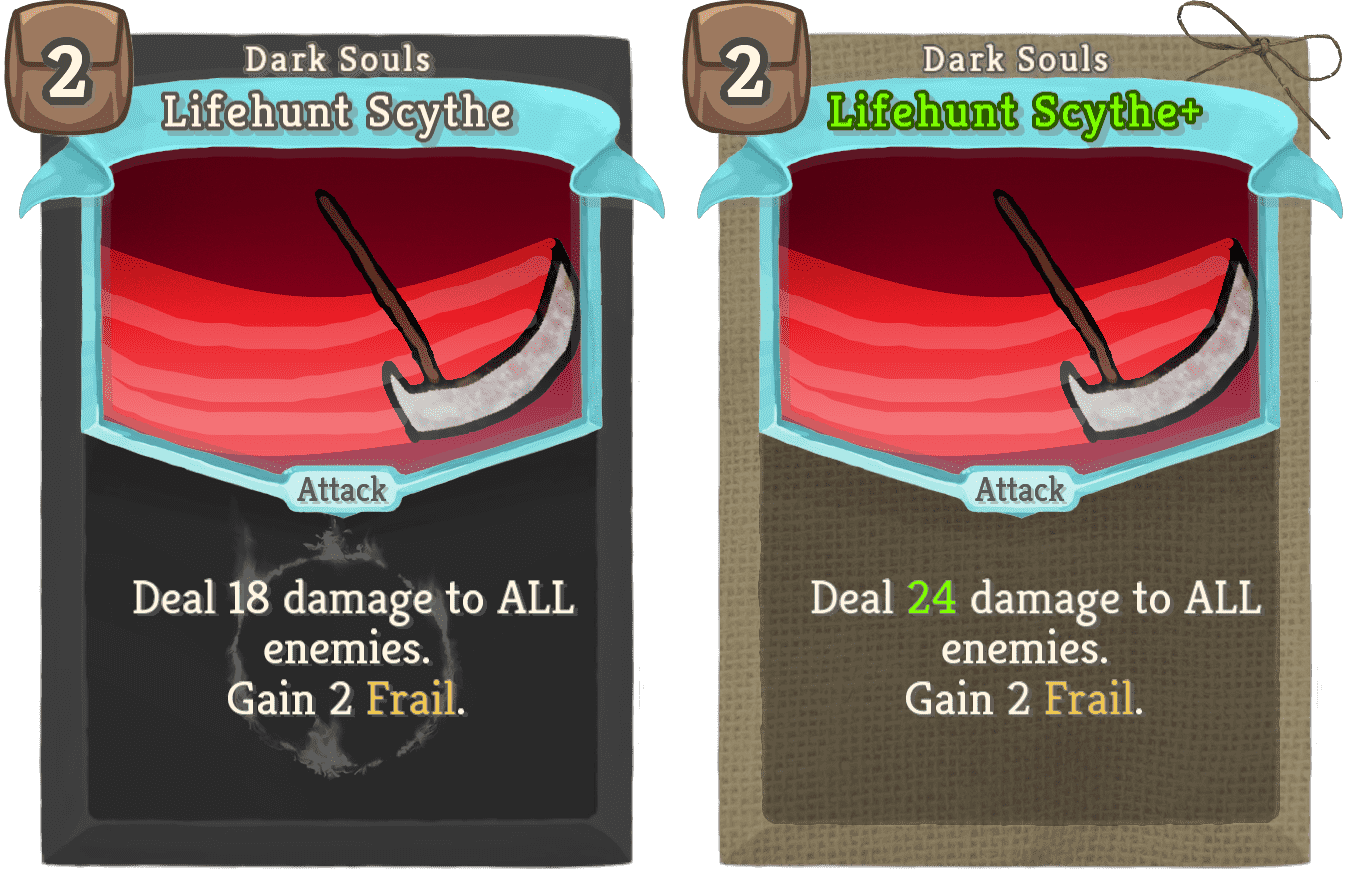 2
Dark Souls
Lifehunt Scythe
Attack
Deal 18 damage to ALL
enemies.
Gain 2 Frail.
2
Dark Souls
Lifehunt Scythe+
Attack
Deal 24 damage to ALL
enemies.
Gain 2 Frail.